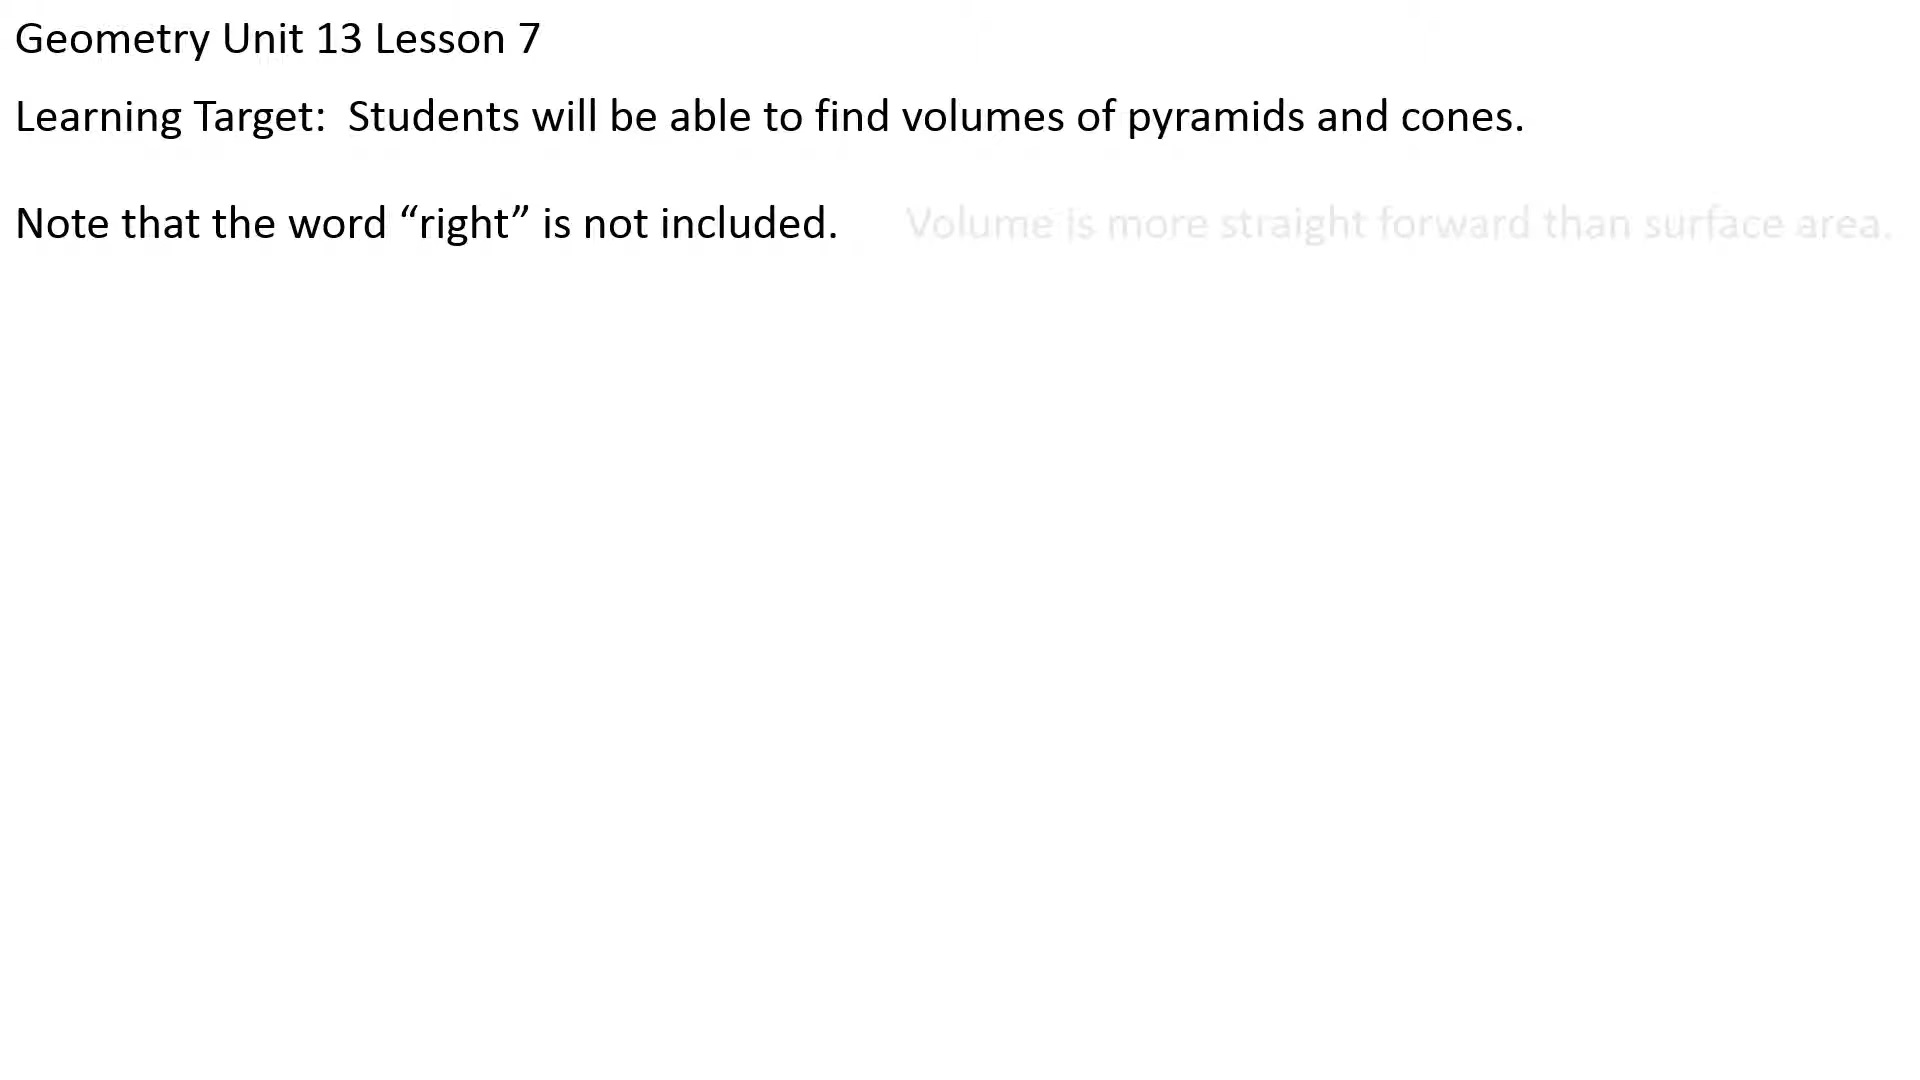 Geometry Unit 13 Lesson 7
Learning Target:  Students will be able to find volumes of pyramids and cones.
Note that the word “right” is not included. Volume is more straight forward than surface area.